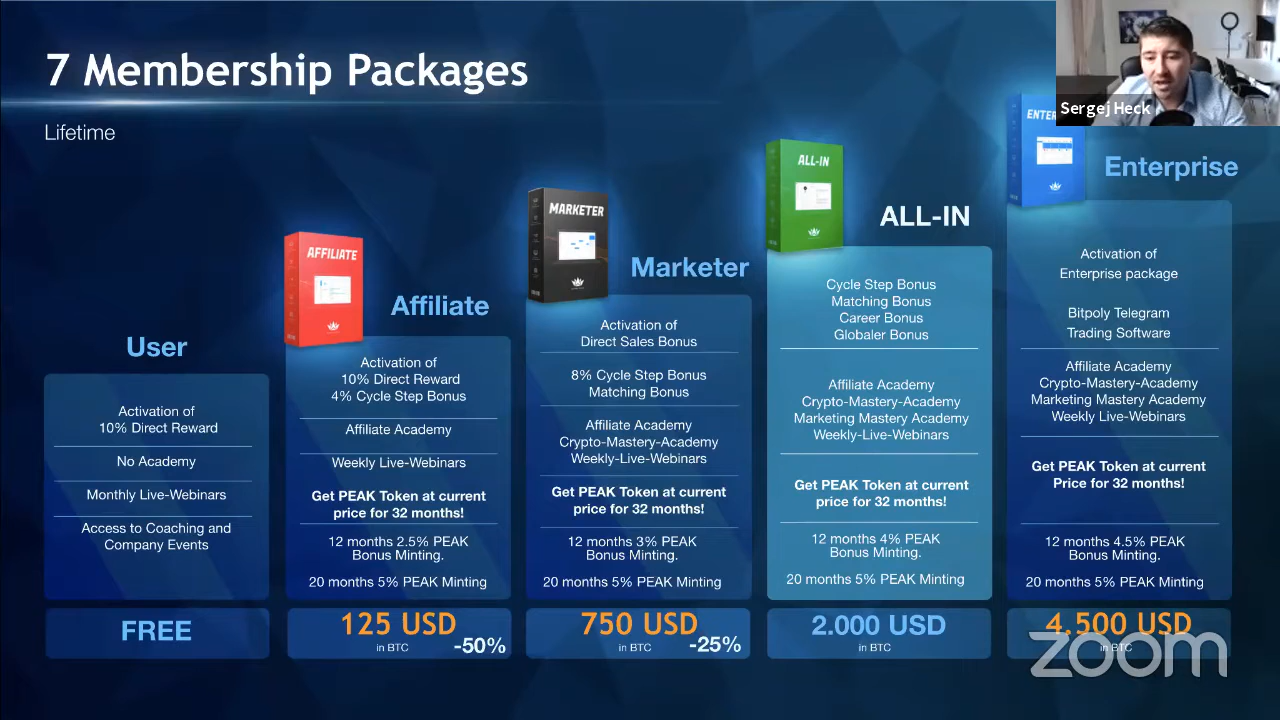 7 Membership Packages
Lifetime
Sergej Heck
User
Activation of
10% Direct Reward
No Academy
Monthly Live-Webinars
Access to Coaching and
Company Events
FREE
AFFILIATE
Affiliate
Activation of
10% Direct Reward
4% Cycle Step Bonus
Affiliate Academy
Weekly Live-Webinars
Get PEAK Token at current
price for 32 months!
12 months 2.5% PEAK
Bonus Minting.
20 months 5% PEAK Minting
125 USD
in BTC
-50%
MARKETER
Marketer
Activation of
Direct Sales Bonus
8% Cycle Step Bonus
Matching Bonus
Affiliate Academy
Crypto-Mastery-Academy
Weekly-Live-Webinars
Get PEAK Token at current
price for 32 months!
12 months 3% PEAK
Bonus Minting.
20 months 5% PEAK Minting
750 USD
in BTC
-25%
ALL-IN
ALL-IN
Cycle Step Bonus
Matching Bonus
Career Bonus
Globaler Bonus
Affiliate Academy
Crypto-Mastery-Academy
Marketing Mastery Academy
Weekly-Live-Webinars
Get PEAK Token at current
price for 32 months!
12 months 4% PEAK
Bonus Minting.
20 months 5% PEAK Minting
2.000 USD
in BTC
ENTER
Enterprise
Activation of
Enterprise package
Bitpoly Telegram
Trading Software
Affiliate Academy
Crypto-Mastery-Academy
Marketing Mastery Academy
Weekly Live-Webinars
Get PEAK Token at current
Price for 32 months!
12 months 4.5% PEAK
Bonus Minting.
20 months 5% PEAK Minting
4.500 USD
in BTC
zoom